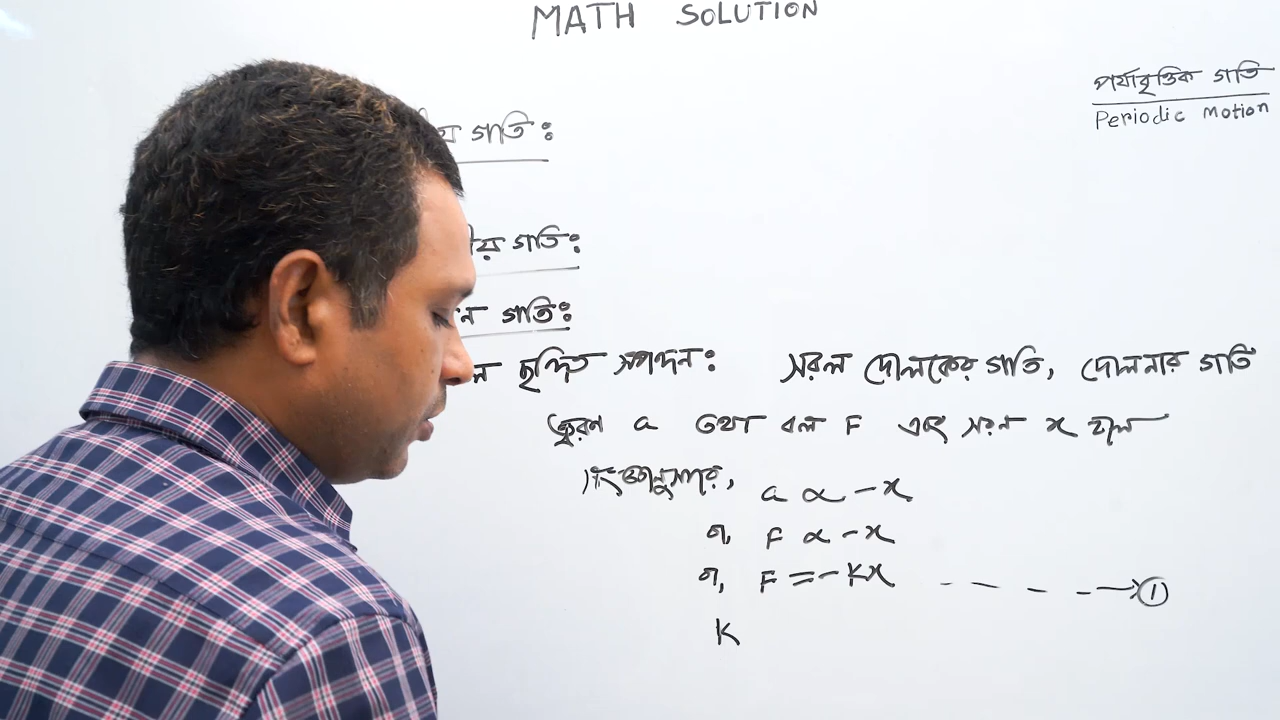 MATH SOLUTION
পর্যাবৃত্তিক গতি
Periodic Motion
গতি:
গতি:
গতি:
ছন্দিত স্পন্দন: সরল দোলকের গতি, দোলনার গতি
ত্বরণ a তথা বল F এবং সরণ x হলে
সংজ্ঞানুসারে, a ∝ -x
বা, F ∝ -x
বা, F = -Kx - - - - → ①
K